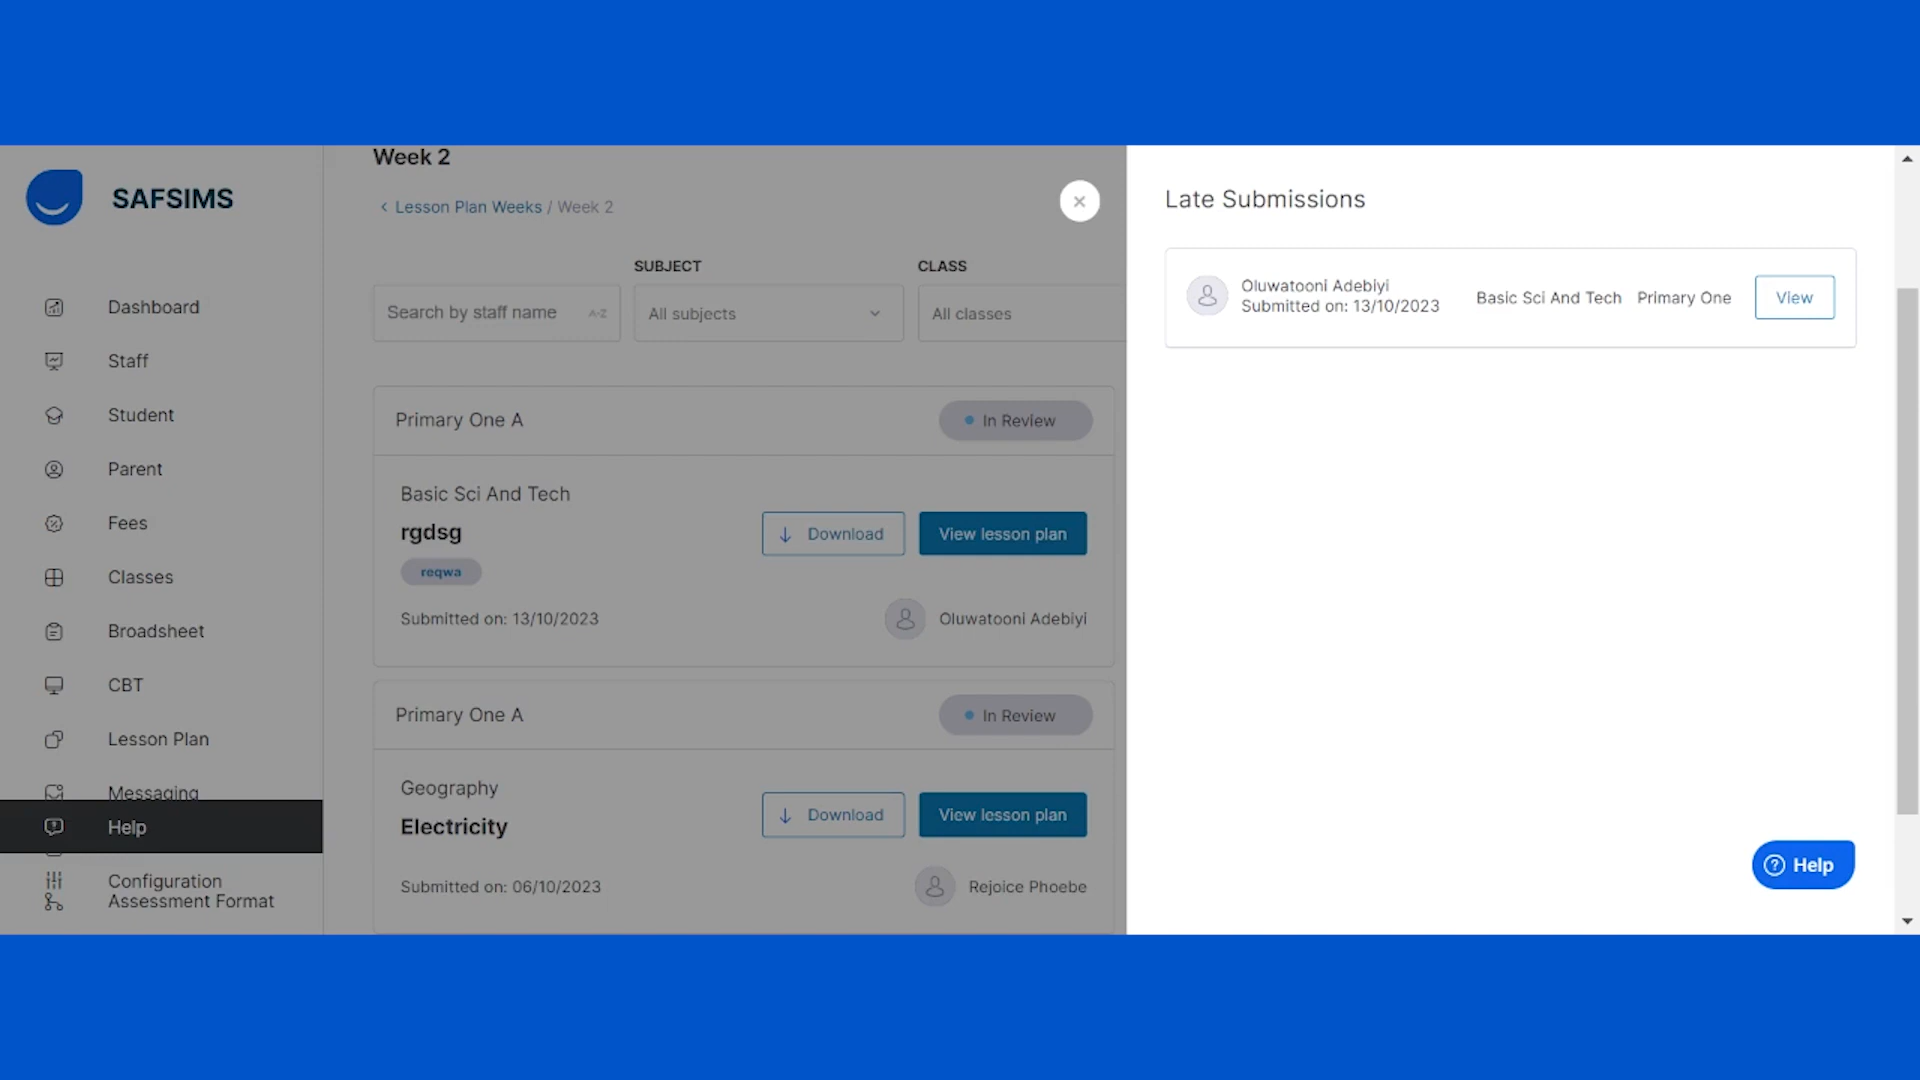 SAFSIMS
Dashboard
Staff
Student
Parent
Fees
Classes
Broadsheet
CBT
Lesson Plan
Messaging
Help
Configuration
Assessment Format
Week 2
< Lesson Plan Weeks / Week 2
SUBJECT
CLASS
Search by staff name A-Z
All subjects
All classes
Primary One A
In Review
Basic Sci And Tech
rgdsg
Download
View lesson plan
reqwa
Submitted on: 13/10/2023
Oluwatooni Adebiyi
Primary One A
In Review
Geography
Electricity
Download
View lesson plan
Submitted on: 06/10/2023
Rejoice Phoebe
Late Submissions
Oluwatooni Adebiyi
Submitted on: 13/10/2023
Basic Sci And Tech
Primary One
View
Help